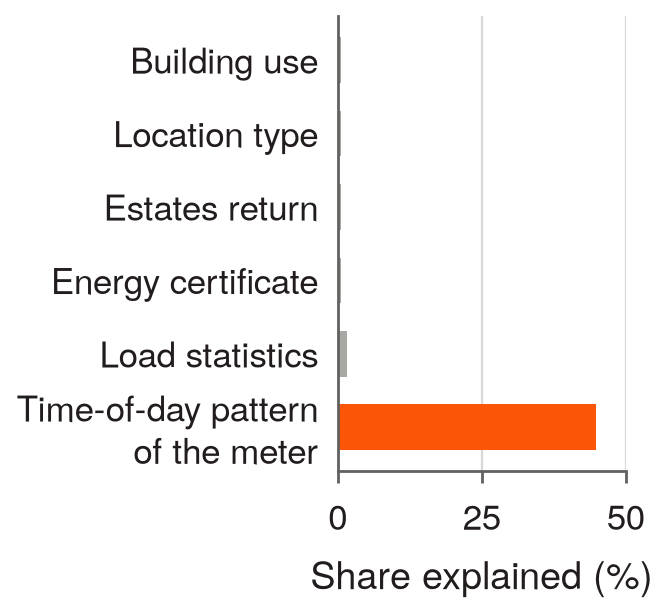 Building use
Location type
Estates return
Energy certificate
Load statistics
Time-of-day pattern
of the meter
0 25 50
Share explained (%)